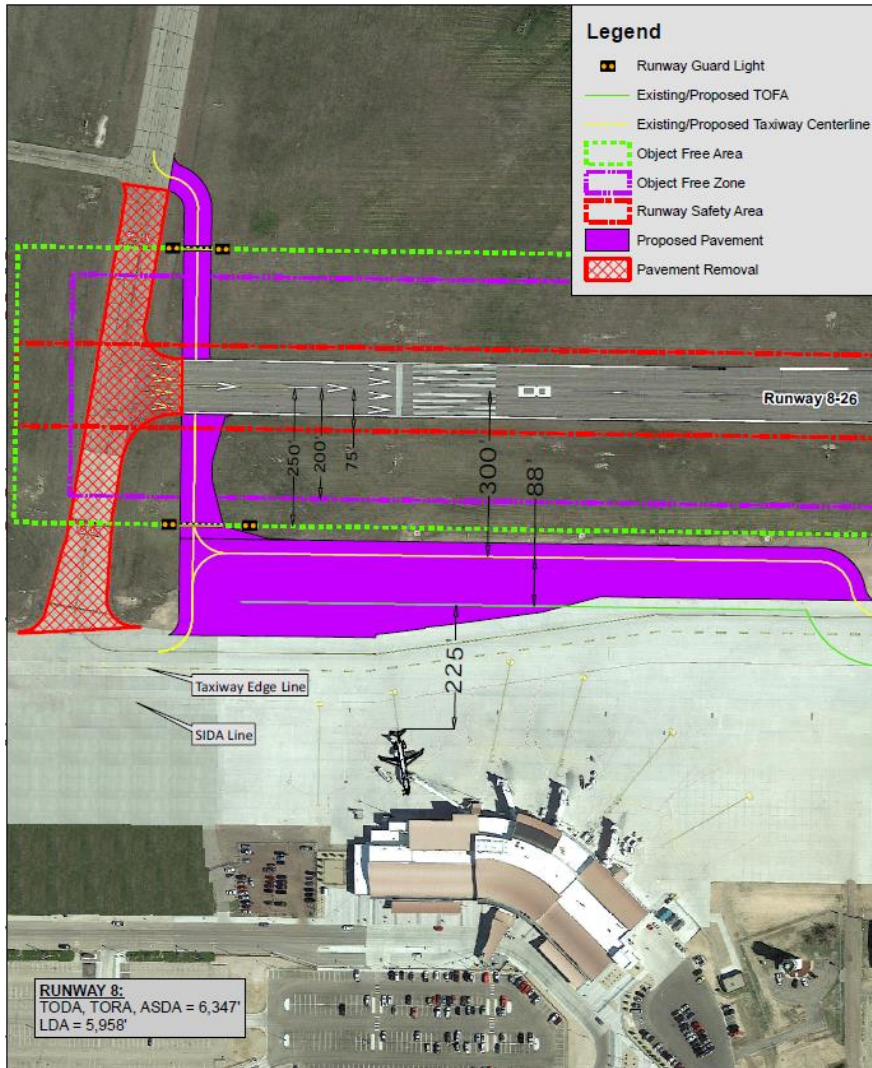 Legend
Runway Guard Light
Existing/Proposed TOFA
Existing/Proposed Taxiway Centerline
Object Free Area
Object Free Zone
Runway Safety Area
Proposed Pavement
Pavement Removal
Runway 8-26
250'
200'
75'
300'
88'
225
Taxiway Edge Line
SIDA Line
RUNWAY 8:
TODA, TORA, ASDA = 6,347'
LDA = 5,958'